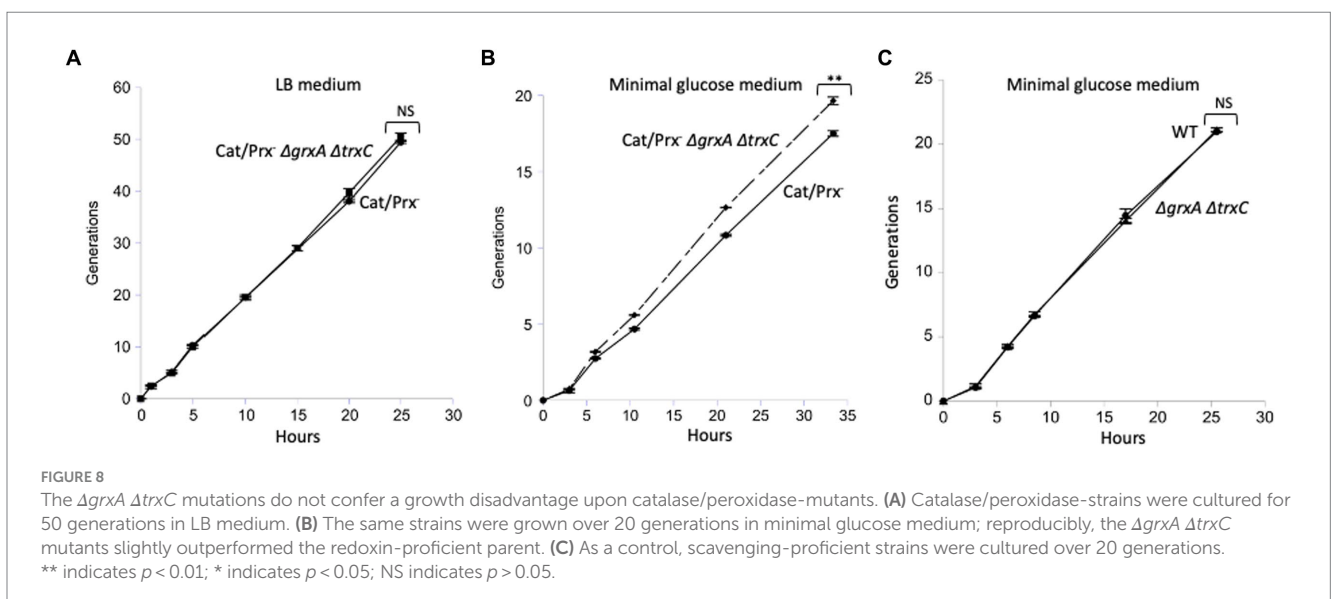 A
LB medium
60
50
40
30
20
10
0
Generations
NS
Cat/Prx⁻ ΔgrxA ΔtrxC
Cat/Prx⁻
0 5 10 15 20 25 30
Hours
B
Minimal glucose medium
20
15
10
5
0
Generations
**
Cat/Prx⁻ ΔgrxA ΔtrxC
Cat/Prx⁻
0 5 10 15 20 25 30 35
Hours
C
Minimal glucose medium
25
20
15
10
5
0
Generations
NS
WT
ΔgrxA ΔtrxC
0 5 10 15 20 25 30
Hours
FIGURE 8
The ΔgrxA ΔtrxC mutations do not confer a growth disadvantage upon catalase/peroxidase-mutants. (A) Catalase/peroxidase-strains were cultured for
50 generations in LB medium. (B) The same strains were grown over 20 generations in minimal glucose medium; reproducibly, the ΔgrxA ΔtrxC
mutants slightly outperformed the redoxin-proficient parent. (C) As a control, scavenging-proficient strains were cultured over 20 generations.
** indicates p < 0.01; * indicates p < 0.05; NS indicates p > 0.05.